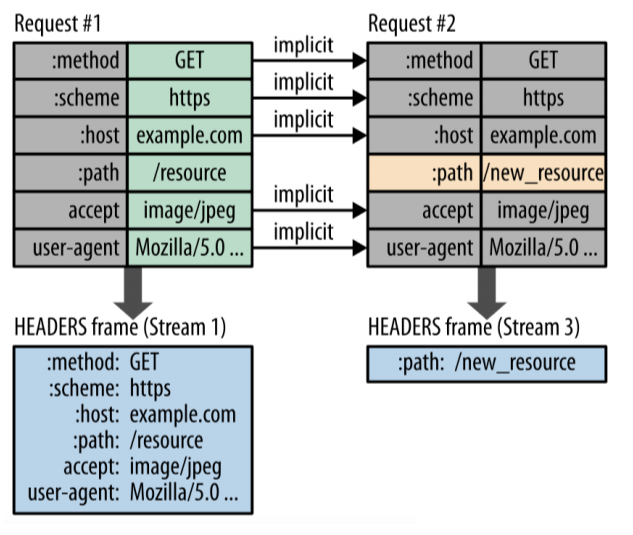 Request #1
:method GET
:scheme https
:host example.com
:path /resource
accept image/jpeg
user-agent Mozilla/5.0 ...
implicit
implicit
implicit
implicit
implicit
Request #2
:method GET
:scheme https
:host example.com
:path /new_resource
accept image/jpeg
user-agent Mozilla/5.0 ...
HEADERS frame (Stream 1)
:method: GET
:scheme: https
:host: example.com
:path: /resource
accept: image/jpeg
user-agent: Mozilla/5.0 ...
HEADERS frame (Stream 3)
:path: /new_resource